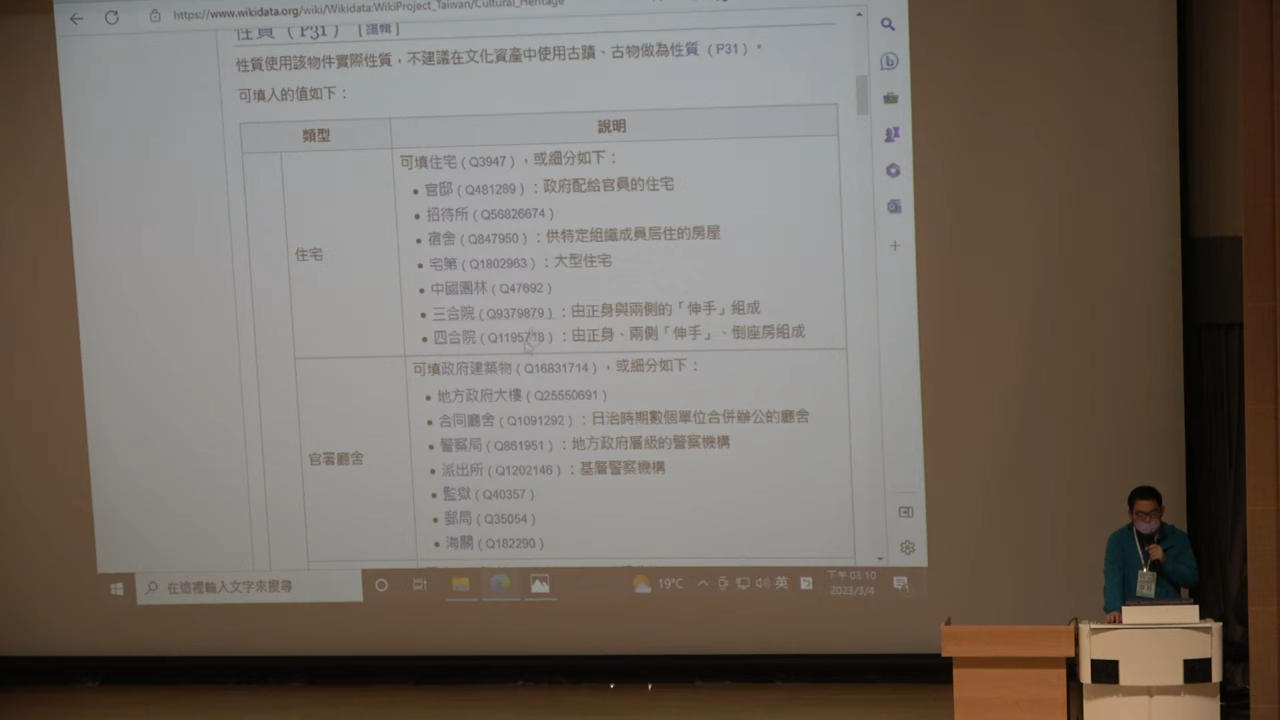 https://www.wikidata.org/wiki/Wikidata:WikiProject_Taiwan/Cultural_Heritage
性質（P31）［編輯］
性質使用該物件實際性質，不建議在文化資產中使用古蹟、古物做為性質（P31）。
可填入的值如下：
類型 說明
可填住宅（Q3947），或細分如下：
官邸（Q481289）：政府配給官員的住宅
招待所（Q56826674）
宿舍（Q847950）：供特定組織成員居住的房屋
住宅
宅第（Q1802963）：大型住宅
中國園林（Q47692）
三合院（Q9379879）：由正身與兩側的「伸手」組成
四合院（Q1195718）：由正身、兩側「伸手」、倒座房組成
可填政府建築物（Q16831714），或細分如下：
地方政府大樓（Q25550691）
合同廳舍（Q1091292）：日治時期數個單位合併辦公的廳舍
警察局（Q861951）：地方政府層級的警察機構
官署廳舍
派出所（Q1202146）：基層警察機構
監獄（Q40357）
郵局（Q35054）
海關（Q182290）
在這裡輸入文字來搜尋
19°C
英
下午 03:10
2023/3/4